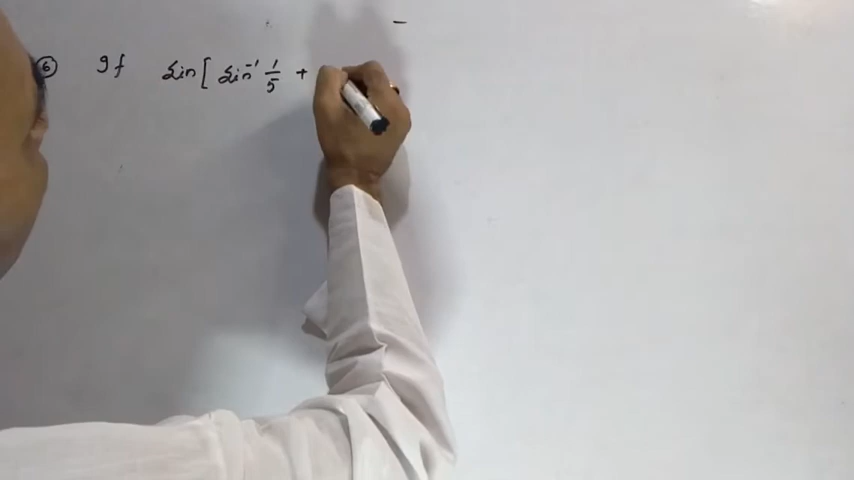 ⑥ If sin[ sin⁻¹ 1/5 +